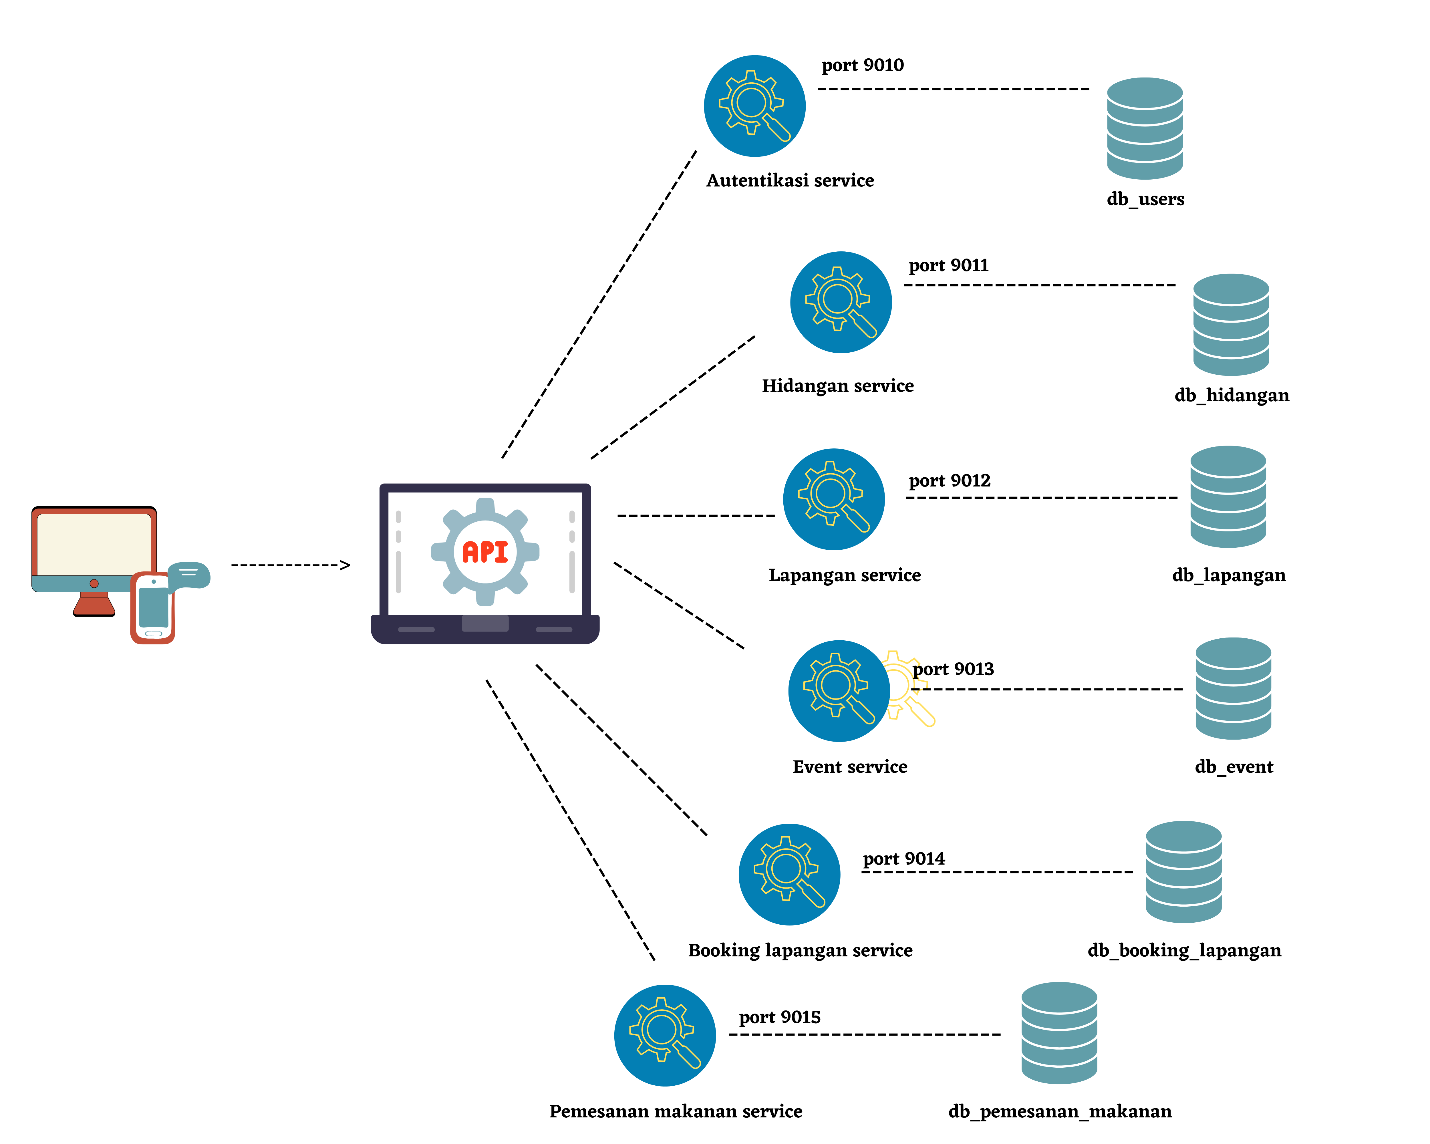 port 9010
Autentikasi service
db_users
port 9011
Hidangan service
db_hidangan
port 9012
Lapangan service
db_lapangan
API
port 9013
Event service
db_event
port 9014
Booking lapangan service
db_booking_lapangan
port 9015
Pemesanan makanan service
db_pemesanan_makanan